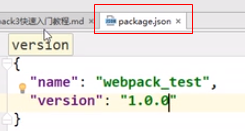 pack3快速入门教程.md × package.json ×
version
{
"name": "webpack_test",
"version": "1.0.0"
}